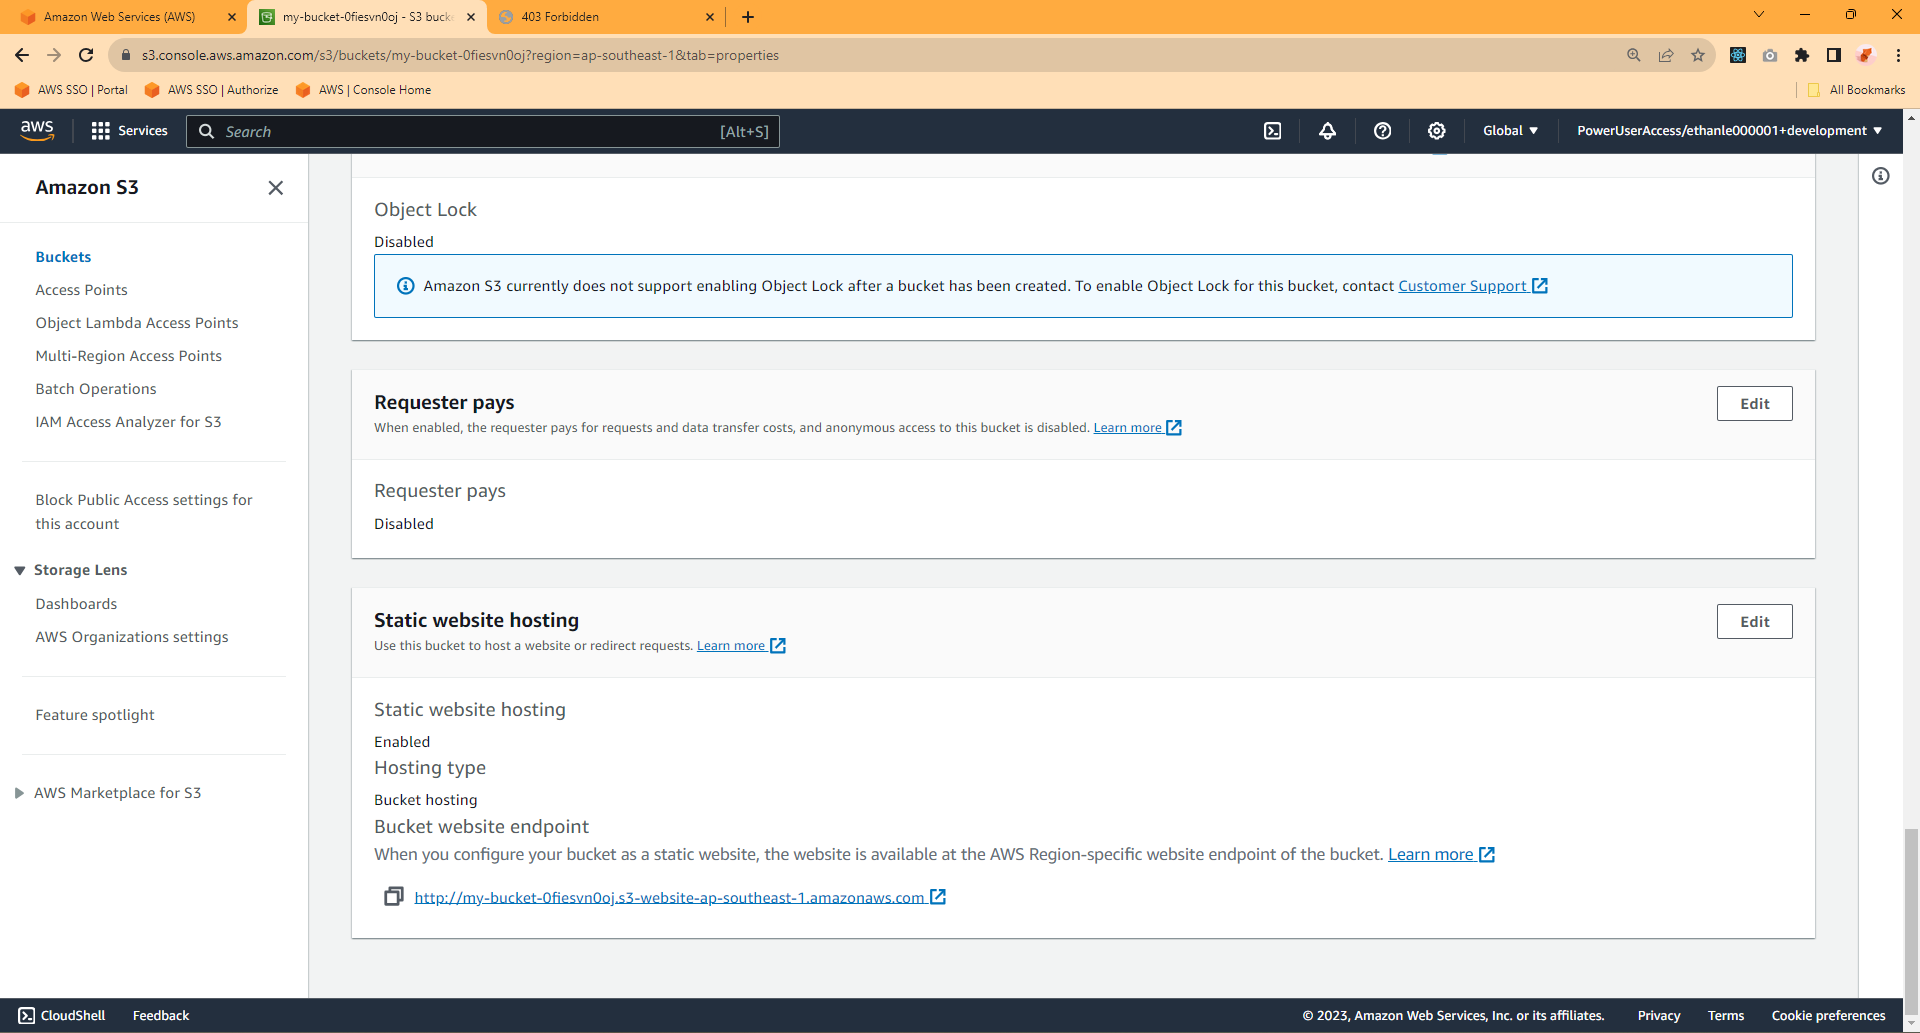 Amazon Web Services (AWS)
my-bucket-0fiesvn0oj - S3 bucke
403 Forbidden
s3.console.aws.amazon.com/s3/buckets/my-bucket-0fiesvn0oj?region=ap-southeast-1&tab=properties
AWS SSO | Portal
AWS SSO | Authorize
AWS | Console Home
All Bookmarks
aws
Services
Search
[Alt+S]
Global
PowerUserAccess/ethanle000001+development
Amazon S3
Buckets
Access Points
Object Lambda Access Points
Multi-Region Access Points
Batch Operations
IAM Access Analyzer for S3
Block Public Access settings for
this account
Storage Lens
Dashboards
AWS Organizations settings
Feature spotlight
AWS Marketplace for S3
Object Lock
Disabled
Amazon S3 currently does not support enabling Object Lock after a bucket has been created. To enable Object Lock for this bucket, contact Customer Support
Requester pays
Edit
When enabled, the requester pays for requests and data transfer costs, and anonymous access to this bucket is disabled. Learn more
Requester pays
Disabled
Static website hosting
Edit
Use this bucket to host a website or redirect requests. Learn more
Static website hosting
Enabled
Hosting type
Bucket hosting
Bucket website endpoint
When you configure your bucket as a static website, the website is available at the AWS Region-specific website endpoint of the bucket. Learn more
http://my-bucket-0fiesvn0oj.s3-website-ap-southeast-1.amazonaws.com
CloudShell
Feedback
© 2023, Amazon Web Services, Inc. or its affiliates.
Privacy
Terms
Cookie preferences